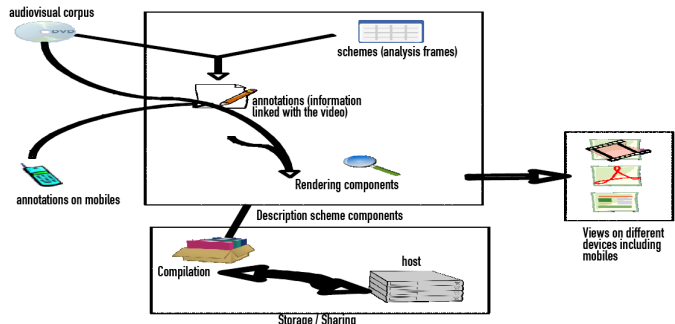 audiovisual corpus
DVD
schemes (analysis frames)
annotations (information
linked with the video)
annotations on mobiles
Rendering components
Description scheme components
Views on different
devices including
mobiles
Compilation
host
Storage / Sharing